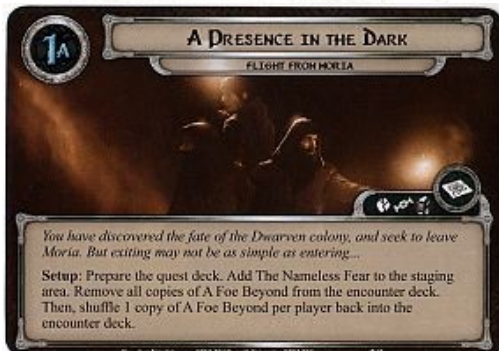 1A
A Presence in the Dark
Flight from Moria
You have discovered the fate of the Dwarven colony, and seek to leave
Moria. But exiting may not be as simple as entering...
Setup: Prepare the quest deck. Add The Nameless Fear to the staging
area. Remove all copies of A Foe Beyond from the encounter deck.
Then, shuffle 1 copy of A Foe Beyond per player back into the
encounter deck.